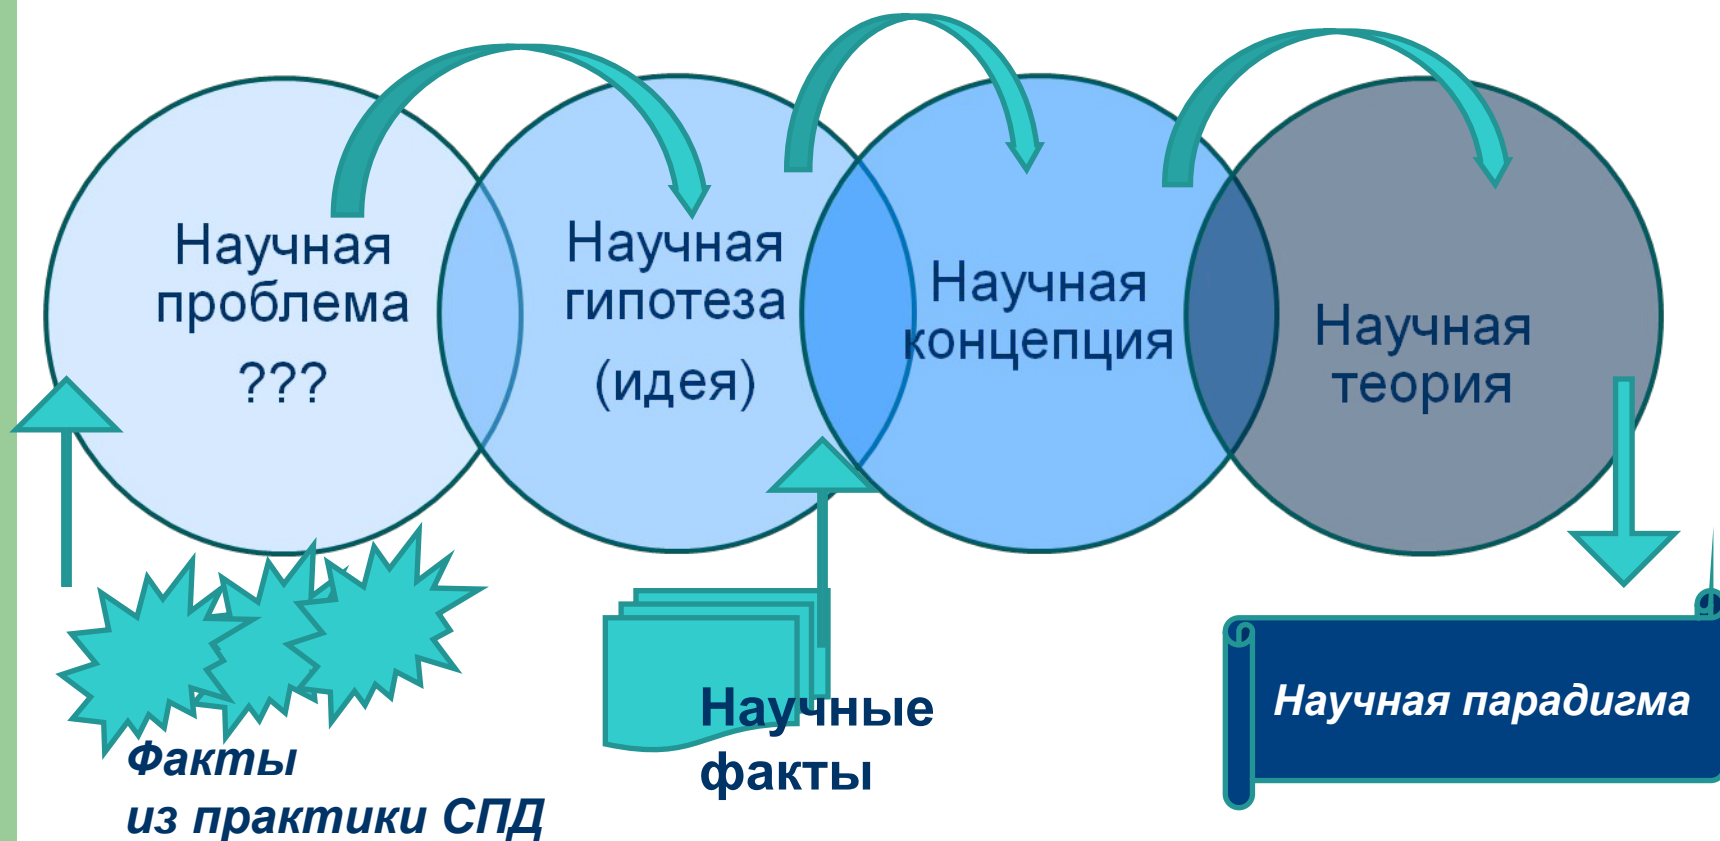 Научная
проблема
???
Научная
гипотеза
(идея)
Научная
концепция
Научная
теория
Факты
из практики СПД
Научные
факты
Научная парадигма